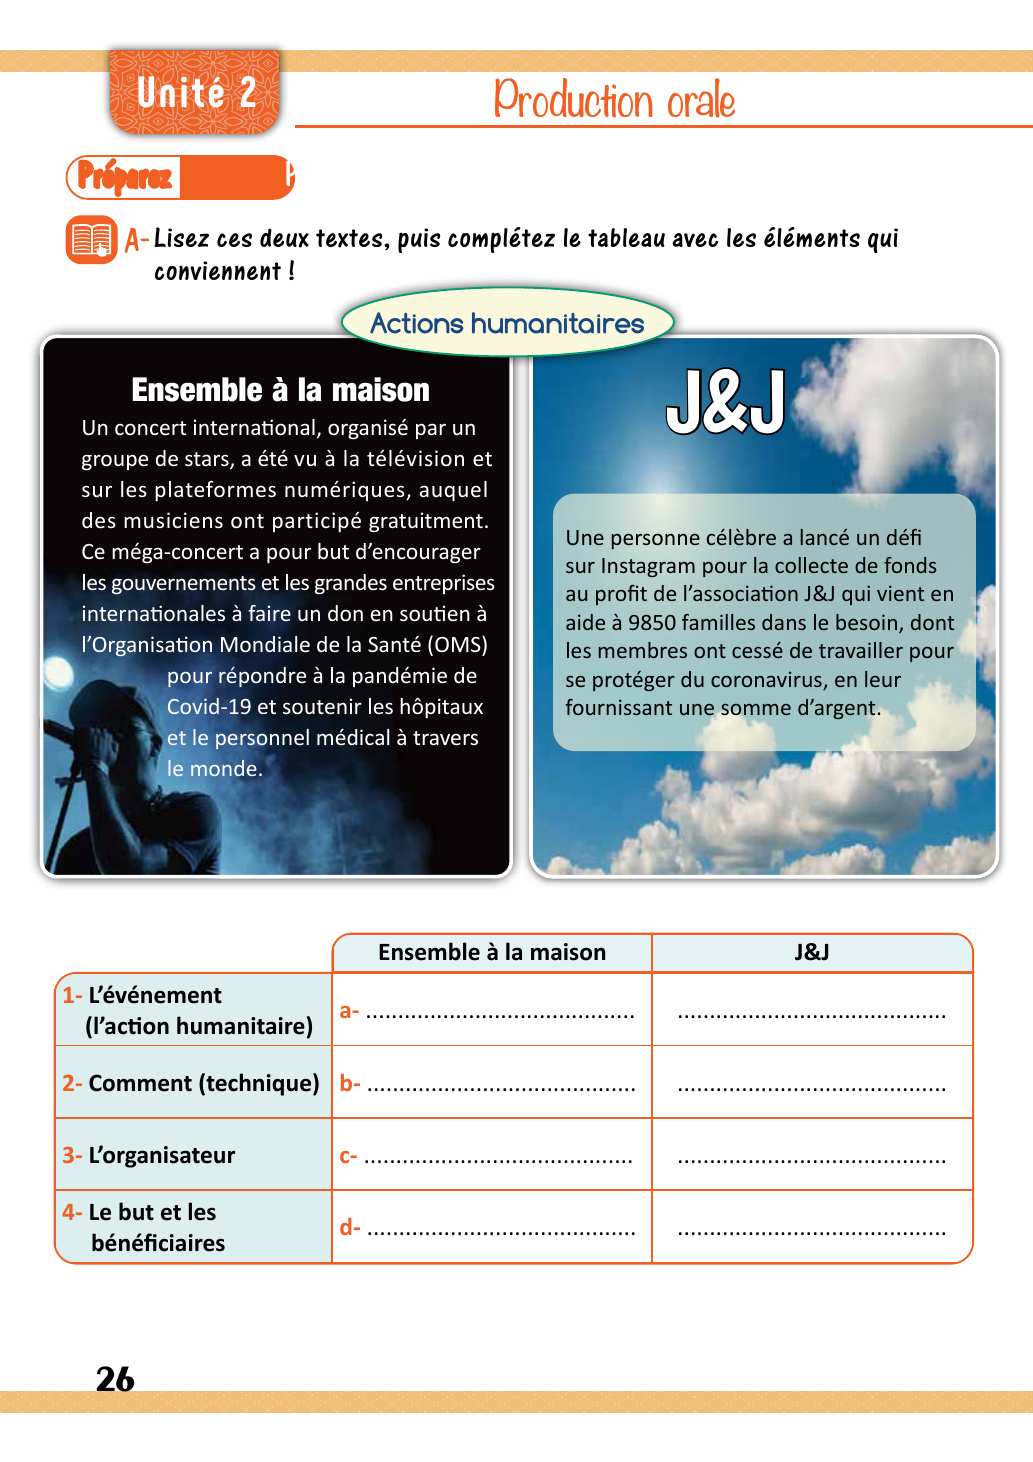 Unité 2
Production orale
Préparez
A- Lisez ces deux textes, puis complétez le tableau avec les éléments qui
conviennent !
Actions humanitaires
Ensemble à la maison
Un concert international, organisé par un
groupe de stars, a été vu à la télévision et
sur les plateformes numériques, auquel
des musiciens ont participé gratuitment.
Ce méga-concert a pour but d’encourager
les gouvernements et les grandes entreprises
internationales à faire un don en soutien à
l’Organisation Mondiale de la Santé (OMS)
pour répondre à la pandémie de
Covid-19 et soutenir les hôpitaux
et le personnel médical à travers
le monde.
J&J
Une personne célèbre a lancé un défi
sur Instagram pour la collecte de fonds
au profit de l’association J&J qui vient en
aide à 9850 familles dans le besoin, dont
les membres ont cessé de travailler pour
se protéger du coronavirus, en leur
fournissant une somme d’argent.
Ensemble à la maison J&J
1- L’événement
(l’action humanitaire)
a- .......................................... ..........................................
2- Comment (technique) b- .......................................... ..........................................
3- L’organisateur c- .......................................... ..........................................
4- Le but et les
bénéficiaires
d- .......................................... ..........................................
26